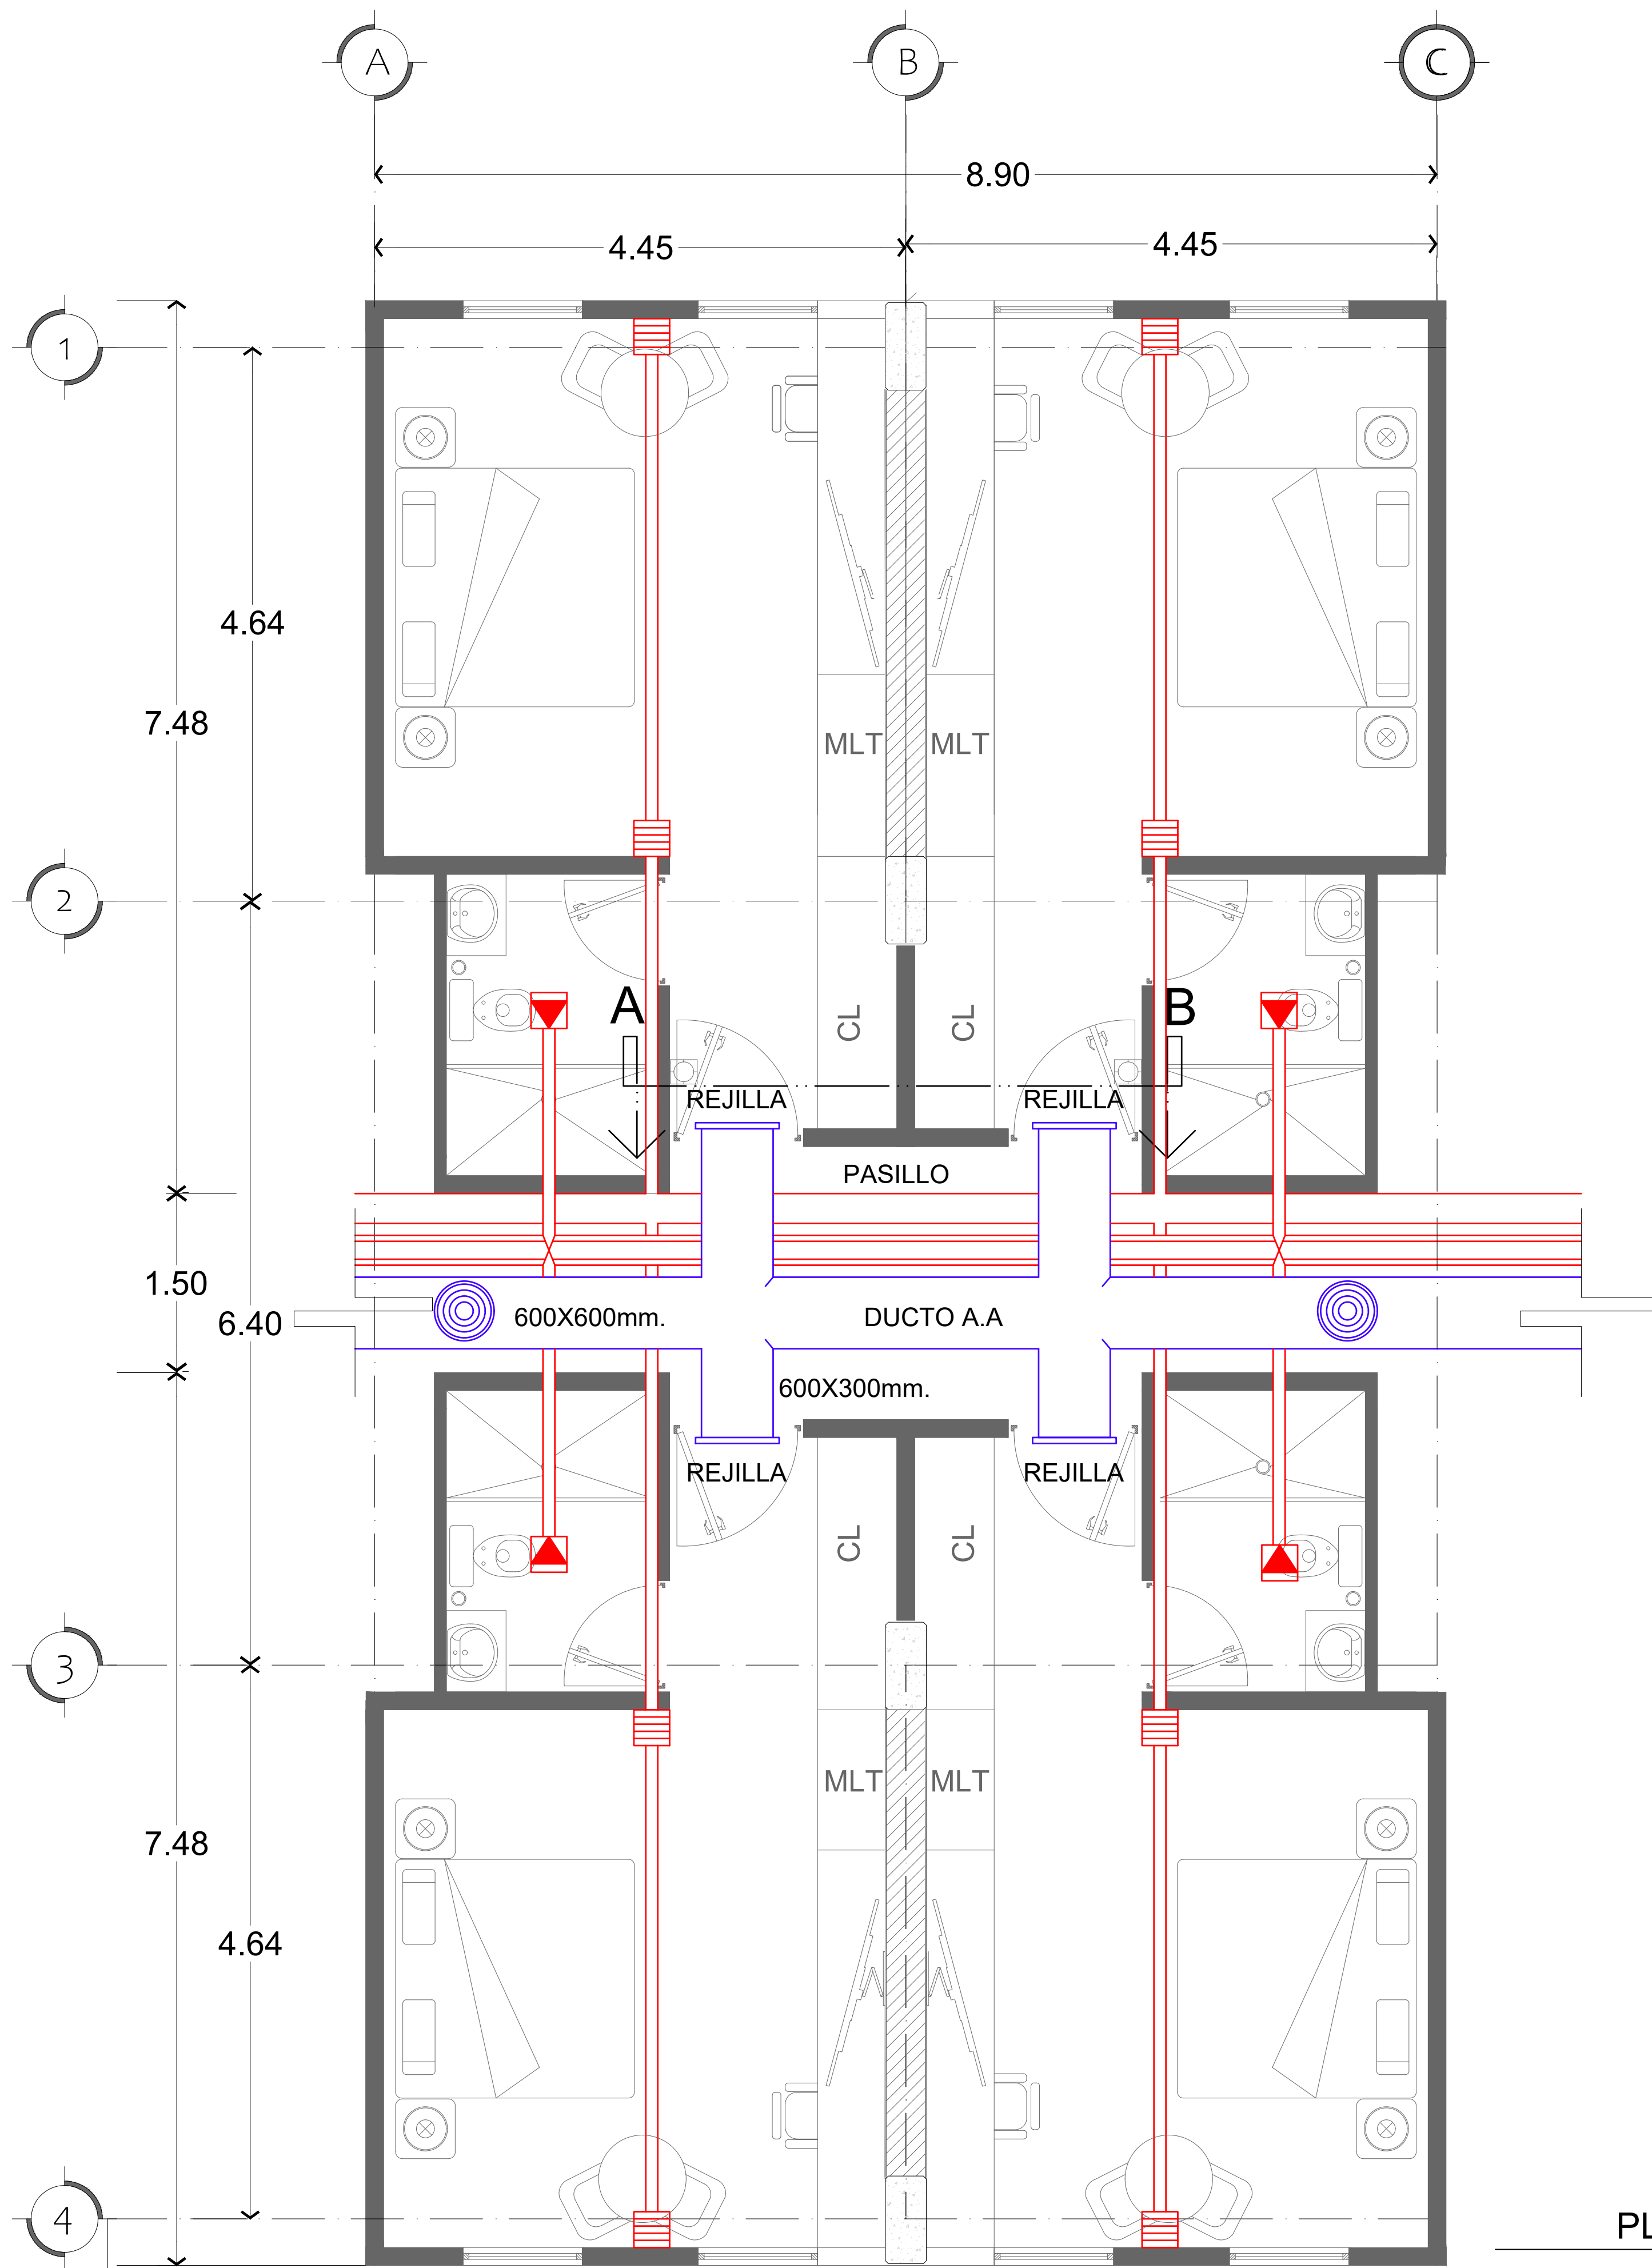 A B C
8.90
4.45 4.45
1
4.64
7.48
MLT MLT
2
A B
CL CL
REJILLA REJILLA
PASILLO
1.50
600X600mm. DUCTO A.A
6.40
600X300mm.
REJILLA REJILLA
CL CL
3
MLT MLT
7.48
4.64
4
PL